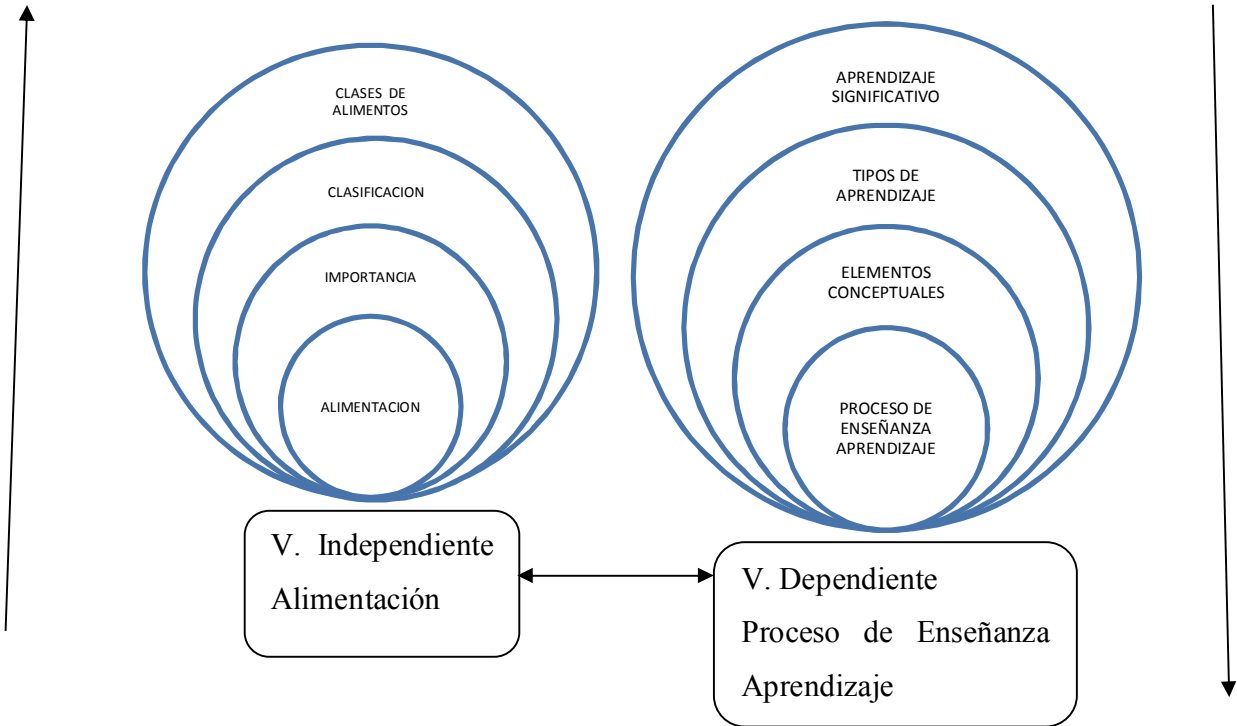 CLASES DE
ALIMENTOS
CLASIFICACION
IMPORTANCIA
ALIMENTACION
APRENDIZAJE
SIGNIFICATIVO
TIPOS DE
APRENDIZAJE
ELEMENTOS
CONCEPTUALES
PROCESO DE
ENSEÑANZA
APRENDIZAJE
V. Independiente
Alimentación
V. Dependiente
Proceso de Enseñanza
Aprendizaje